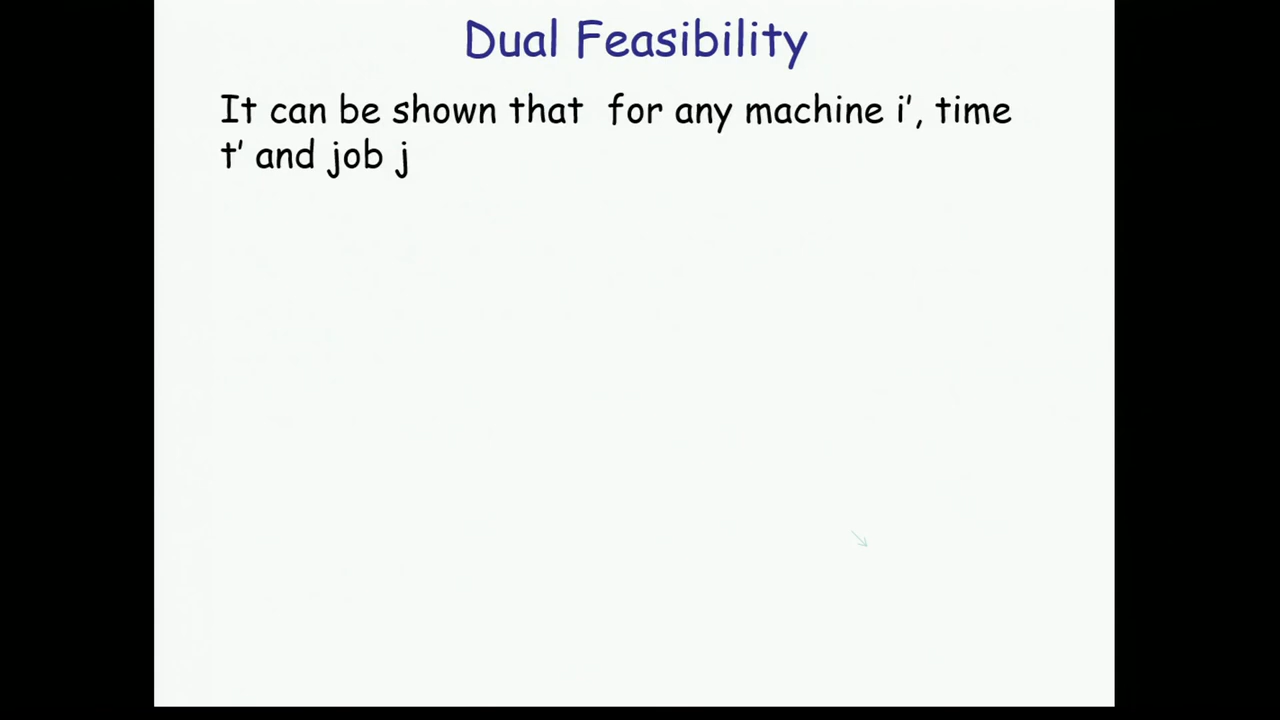 Dual Feasibility
It can be shown that for any machine i’, time
t’ and job j